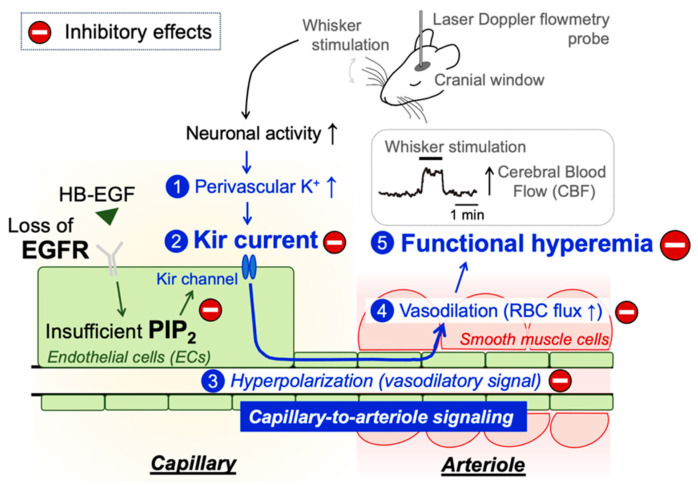 Inhibitory effects
Whisker
stimulation
Laser Doppler flowmetry
probe
Cranial window
Neuronal activity ↑
1 Perivascular K⁺ ↑
HB-EGF
Loss of
EGFR
2 Kir current
Kir channel
Insufficient PIP₂
Endothelial cells (ECs)
Whisker stimulation
↑ Cerebral Blood
Flow (CBF)
1 min
5 Functional hyperemia
4 Vasodilation (RBC flux ↑)
Smooth muscle cells
3 Hyperpolarization (vasodilatory signal)
Capillary-to-arteriole signaling
Capillary
Arteriole